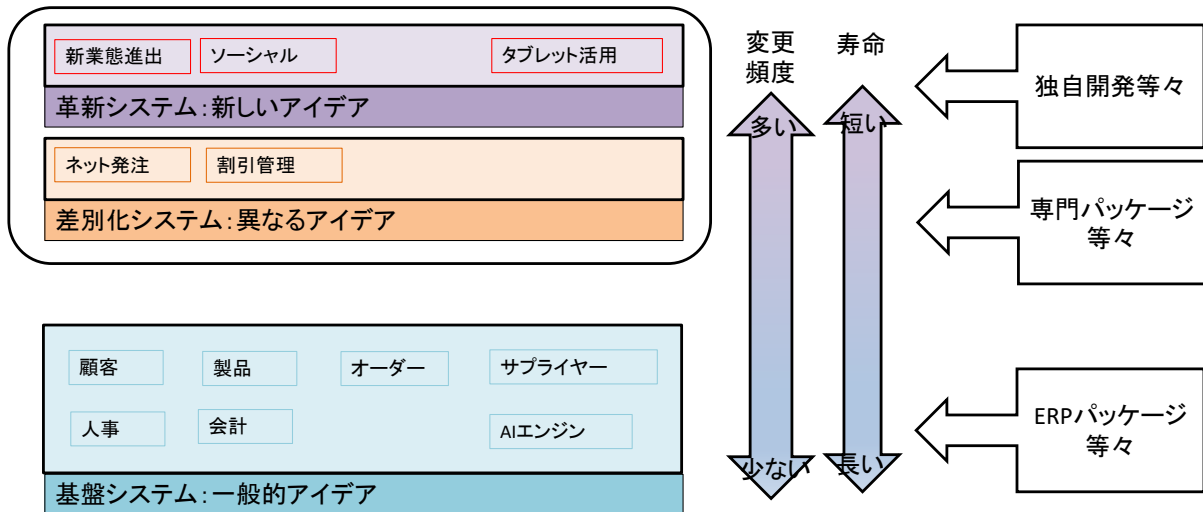 新業態進出
ソーシャル
タブレット活用
革新システム：新しいアイデア
ネット発注
割引管理
差別化システム：異なるアイデア
顧客
製品
オーダー
サプライヤー
人事
会計
AIエンジン
基盤システム：一般的アイデア
変更
頻度
寿命
多い
短い
少ない
長い
独自開発等々
専門パッケージ
等々
ERPパッケージ
等々